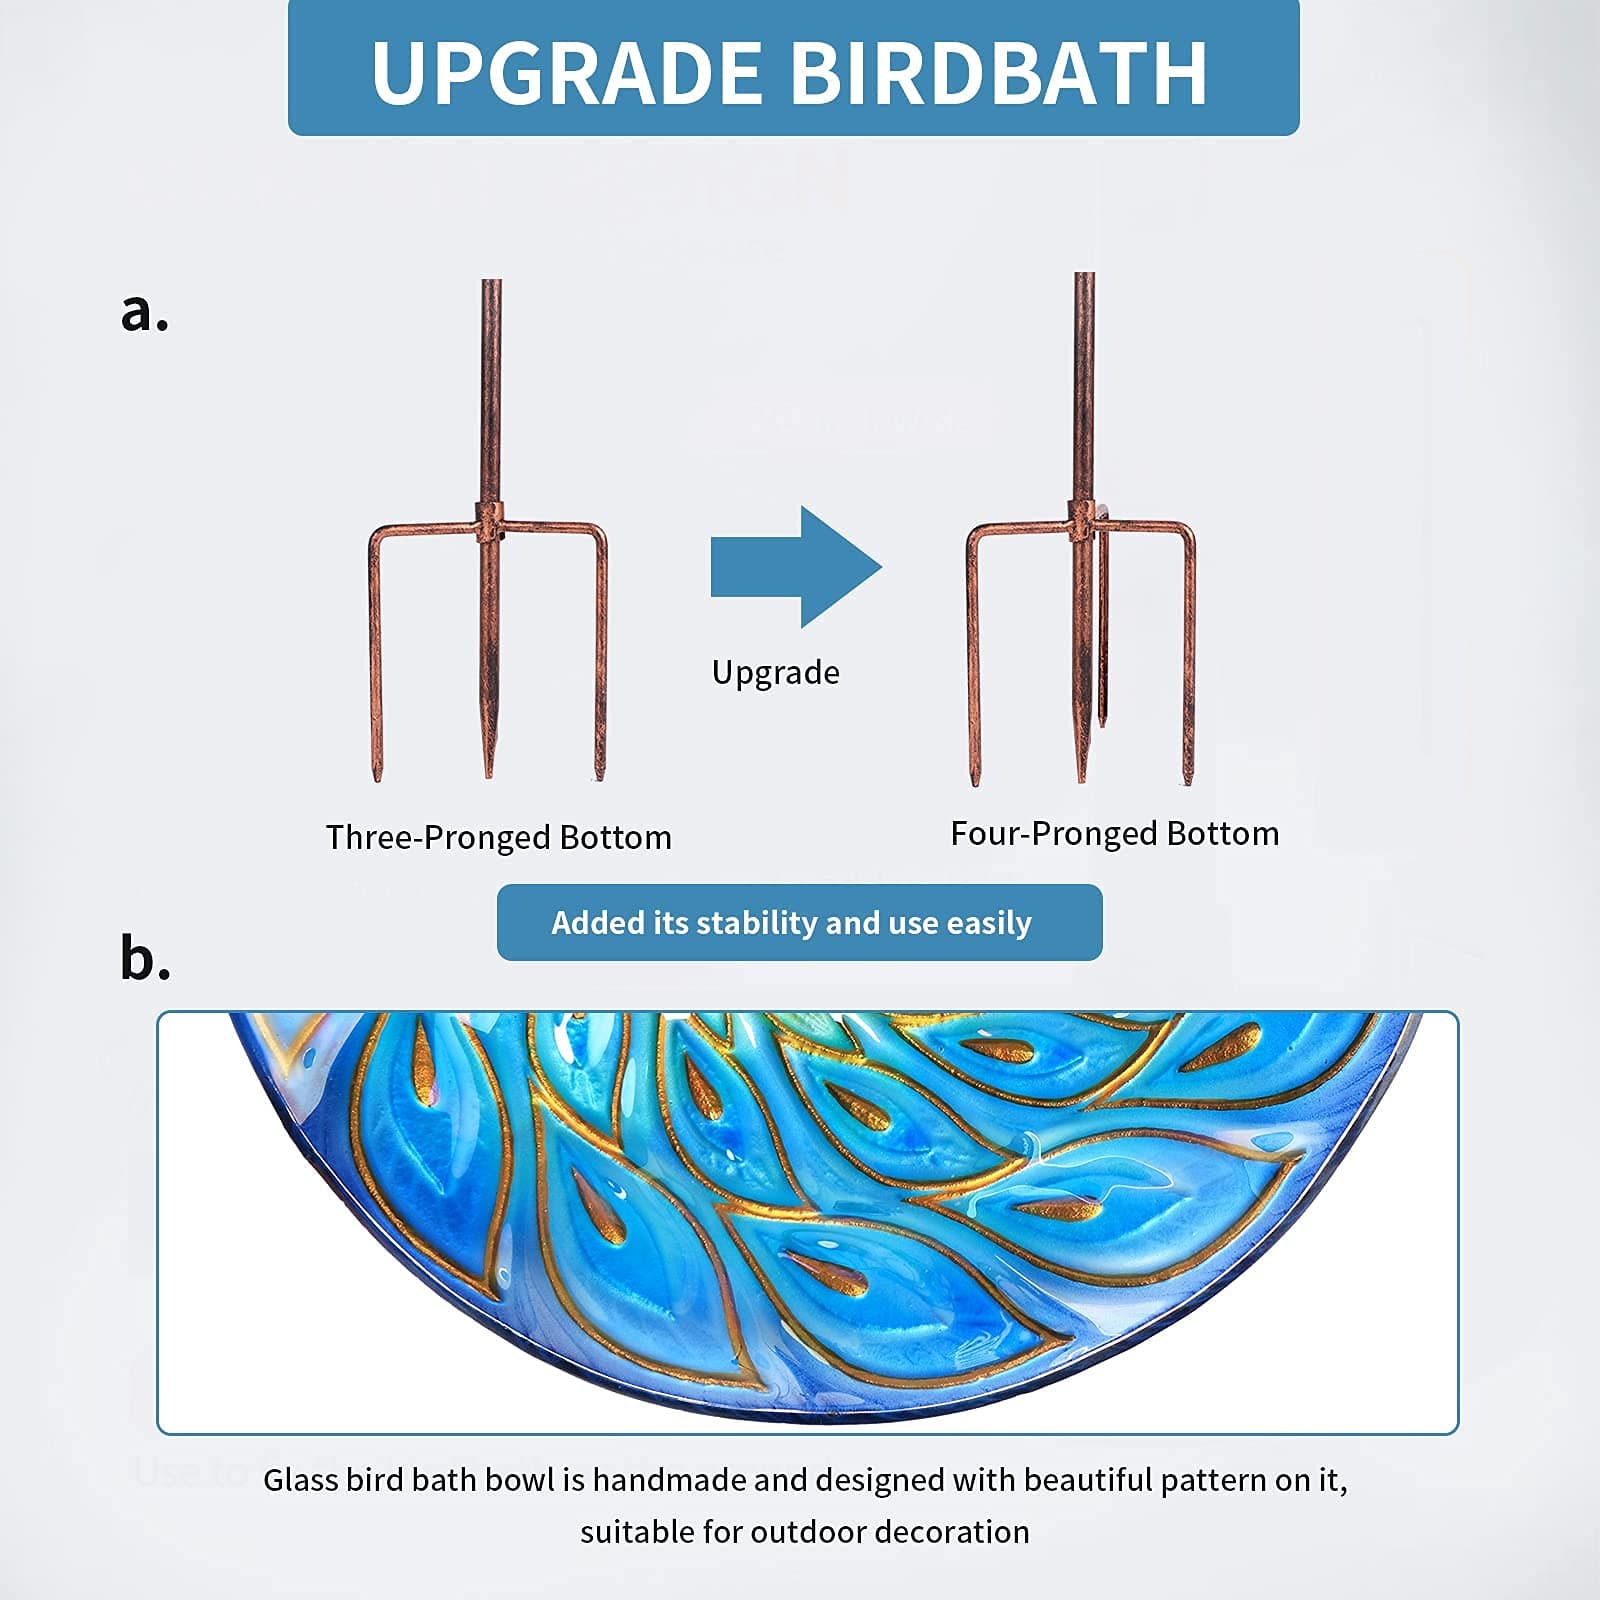 UPGRADE BIRDBATH
a.
Upgrade
Three-Pronged Bottom
Four-Pronged Bottom
Added its stability and use easily
b.
Glass bird bath bowl is handmade and designed with beautiful pattern on it,
suitable for outdoor decoration